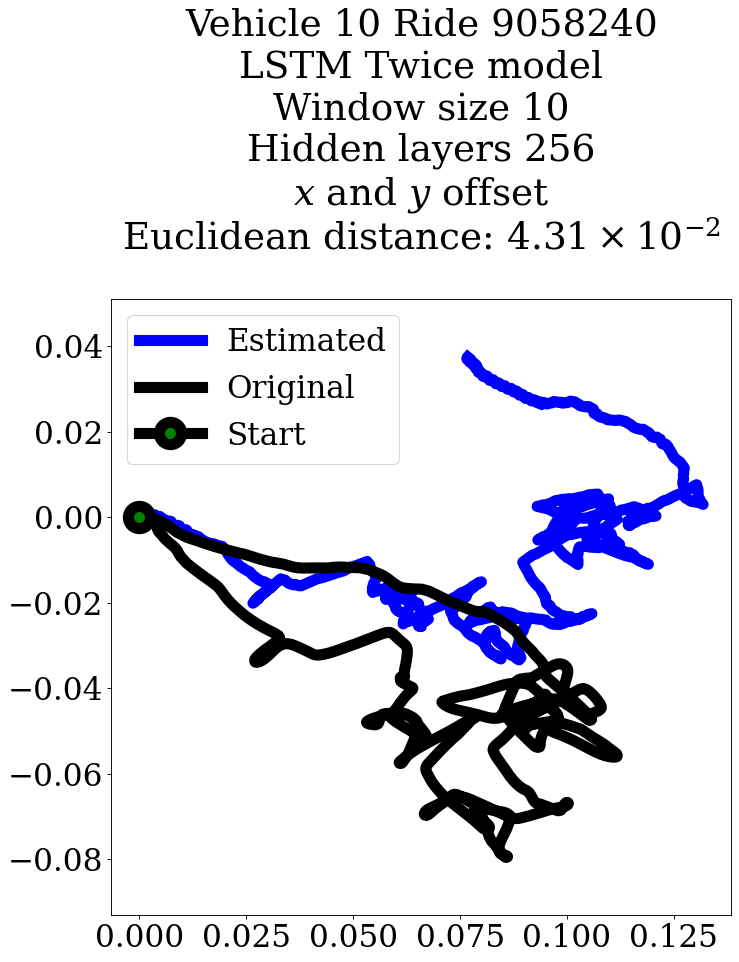 Vehicle 10 Ride 9058240
LSTM Twice model
Window size 10
Hidden layers 256
x and y offset
Euclidean distance: 4.31 × 10⁻²
Estimated
Original
Start
0.04
0.02
0.00
−0.02
−0.04
−0.06
−0.08
0.000 0.025 0.050 0.075 0.100 0.125